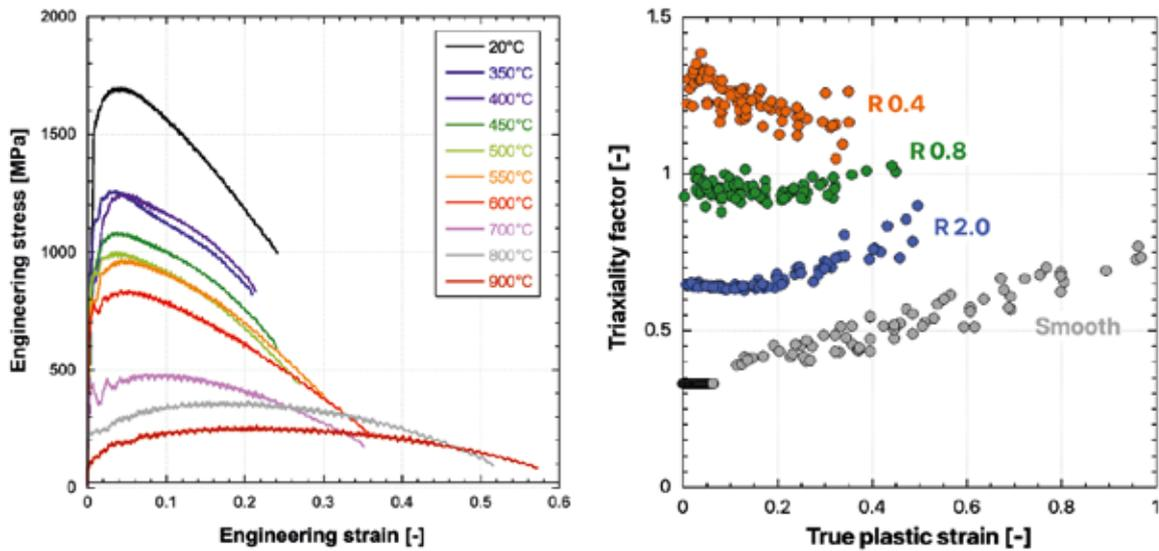 2000
1500
1000
500
0
0
0.1
0.2
0.3
0.4
0.5
0.6
Engineering stress [MPa]
Engineering strain [-]
20°C
350°C
400°C
450°C
500°C
550°C
600°C
700°C
800°C
900°C
1.5
1
0.5
0
0
0.2
0.4
0.6
0.8
1
Triaxiality factor [-]
True plastic strain [-]
R 0.4
R 0.8
R 2.0
Smooth